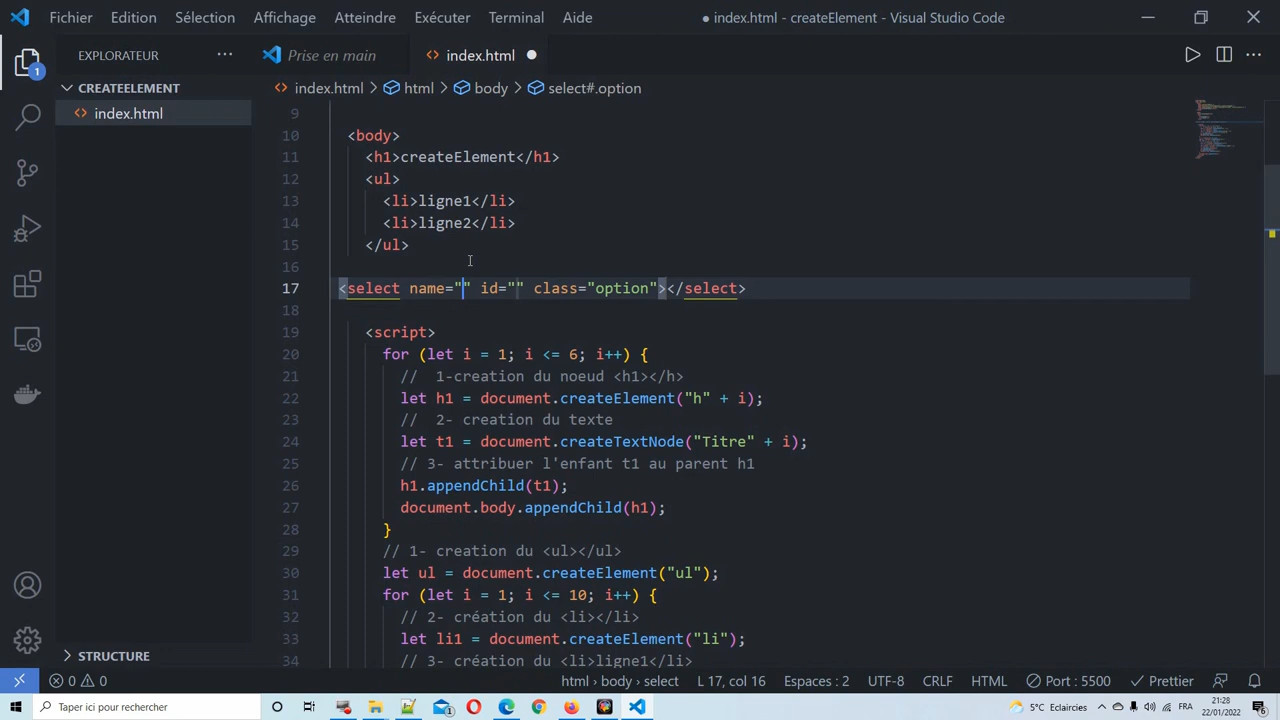 Fichier Edition Sélection Affichage Atteindre Exécuter Terminal Aide
● index.html - createElement - Visual Studio Code
EXPLORATEUR ···
Prise en main
<> index.html ●
CREATEELEMENT
<> index.html
<> index.html > html > body > select#.option
9
10 <body>
11 <h1>createElement</h1>
12 <ul>
13 <li>ligne1</li>
14 <li>ligne2</li>
15 </ul>
16
17 <select name="" id="" class="option"></select>
18
19 <script>
20 for (let i = 1; i <= 6; i++) {
21 // 1-creation du noeud <h1></h>
22 let h1 = document.createElement("h" + i);
23 // 2- creation du texte
24 let t1 = document.createTextNode("Titre" + i);
25 // 3- attribuer l'enfant t1 au parent h1
26 h1.appendChild(t1);
27 document.body.appendChild(h1);
28 }
29 // 1- creation du <ul></ul>
30 let ul = document.createElement("ul");
31 for (let i = 1; i <= 10; i++) {
32 // 2- création du <li></li>
33 let li1 = document.createElement("li");
34 // 3- création du <li>ligne1</li>
1
STRUCTURE
0 0
html > body > select L 17, col 16 Espaces : 2 UTF-8 CRLF HTML Port : 5500 Prettier
Taper ici pour rechercher
1
5°C Eclaircies
FRA
21:28
22/01/2022
6